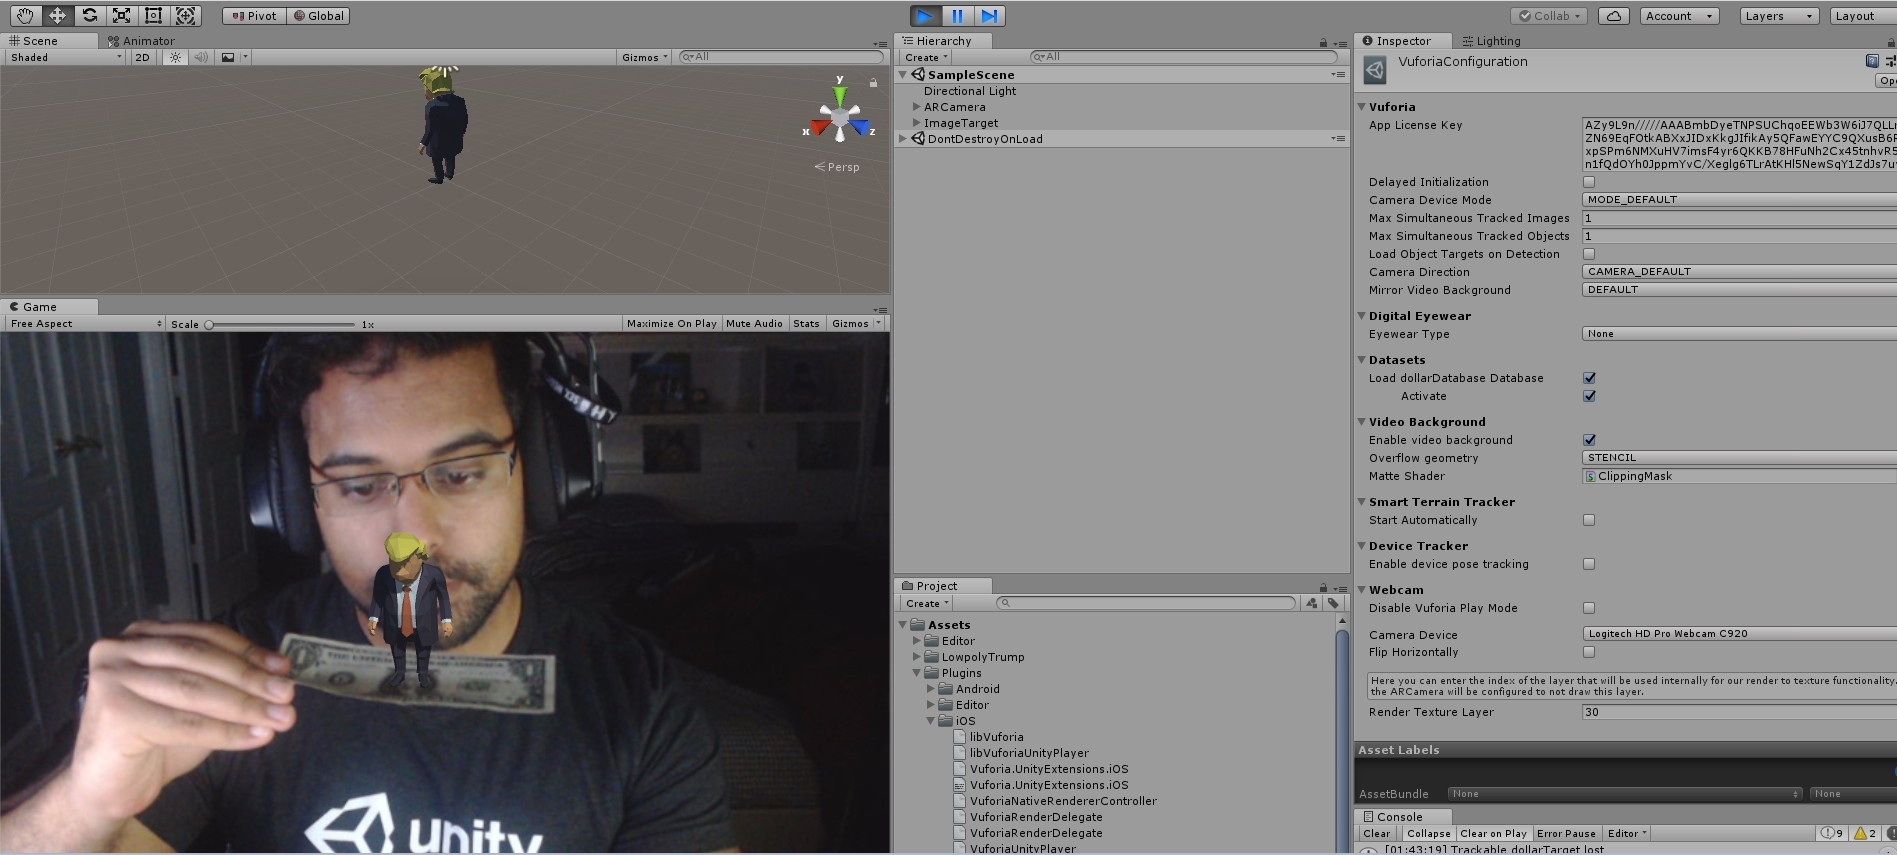 Pivot Global
Collab Account Layers Layout
Scene Animator
Shaded 2D Gizmos All
y
x z
Persp
Game
Free Aspect Scale 1x Maximize On Play Mute Audio Stats Gizmos
THE UNITED STATES OF AMERICA
unity
Hierarchy
Create All
SampleScene
Directional Light
ARCamera
ImageTarget
DontDestroyOnLoad
Project
Create
Assets
Editor
LowpolyTrump
Plugins
Android
Editor
iOS
libVuforia
libVuforiaUnityPlayer
Vuforia.UnityExtensions.iOS
Vuforia.UnityExtensions.iOS
VuforiaNativeRendererController
VuforiaRenderDelegate
VuforiaRenderDelegate
VuforiaUnityPlayer
Inspector Lighting
VuforiaConfiguration
Vuforia
App License Key
Delayed Initialization
Camera Device Mode MODE_DEFAULT
Max Simultaneous Tracked Images 1
Max Simultaneous Tracked Objects 1
Load Object Targets on Detection
Camera Direction CAMERA_DEFAULT
Mirror Video Background DEFAULT
Digital Eyewear
Eyewear Type None
Datasets
Load dollarDatabase Database
Activate
Video Background
Enable video background
Overflow geometry STENCIL
Matte Shader ClippingMask
Smart Terrain Tracker
Start Automatically
Device Tracker
Enable device pose tracking
Webcam
Disable Vuforia Play Mode
Camera Device Logitech HD Pro Webcam C920
Flip Horizontally
Here you can enter the index of the layer that will be used internally for our render to texture functionality.
the ARCamera will be configured to not draw this layer.
Render Texture Layer 30
Asset Labels
AssetBundle None None
Console
Clear Collapse Clear on Play Error Pause Editor 9 2
[01:43:19] Trackable dollarTarget lost